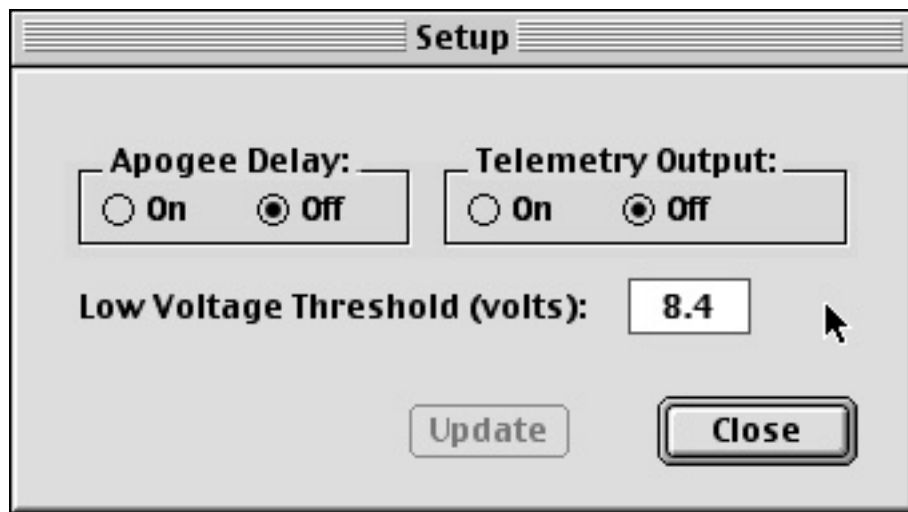 Setup
Apogee Delay: Telemetry Output:
On Off On Off
Low Voltage Threshold (volts): 8.4
Update Close